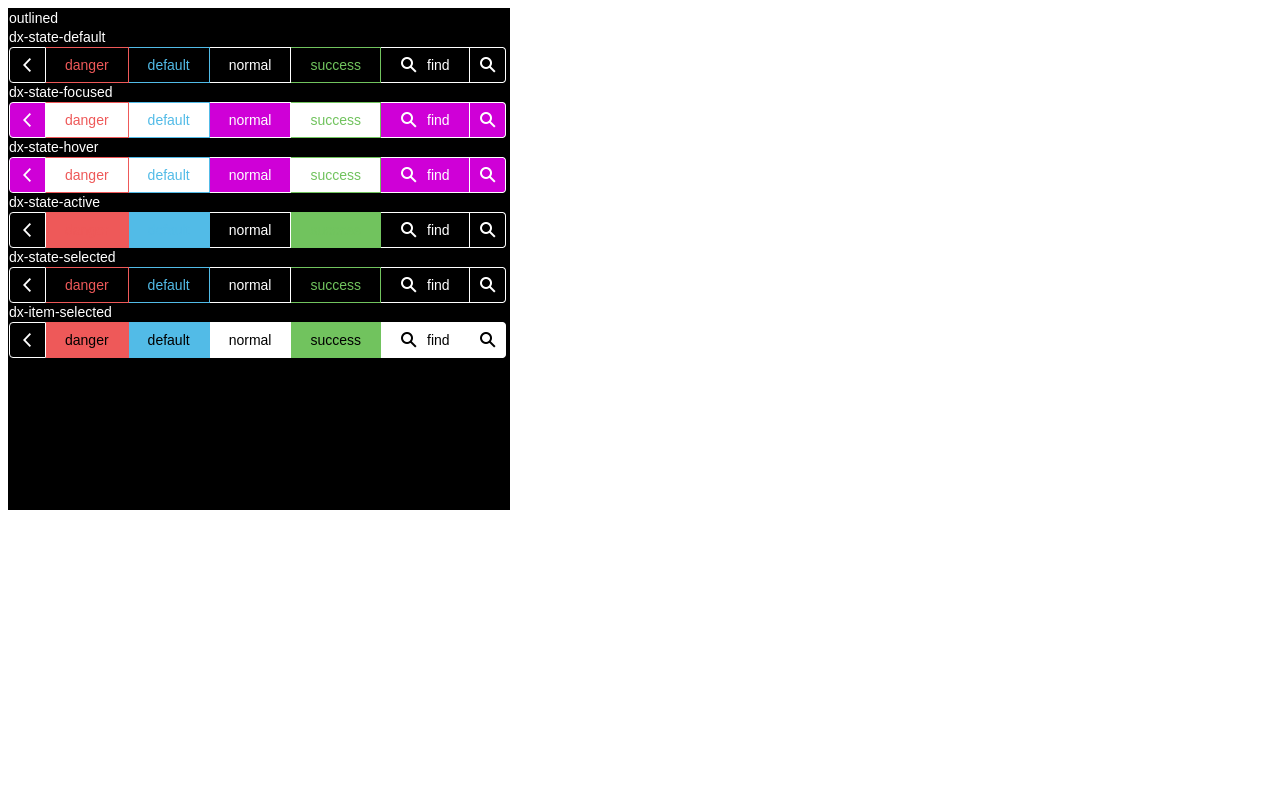 outlined
dx-state-default
danger default normal success find
dx-state-focused
danger default normal success find
dx-state-hover
danger default normal success find
dx-state-active
normal find
dx-state-selected
danger default normal success find
dx-item-selected
danger default normal success find